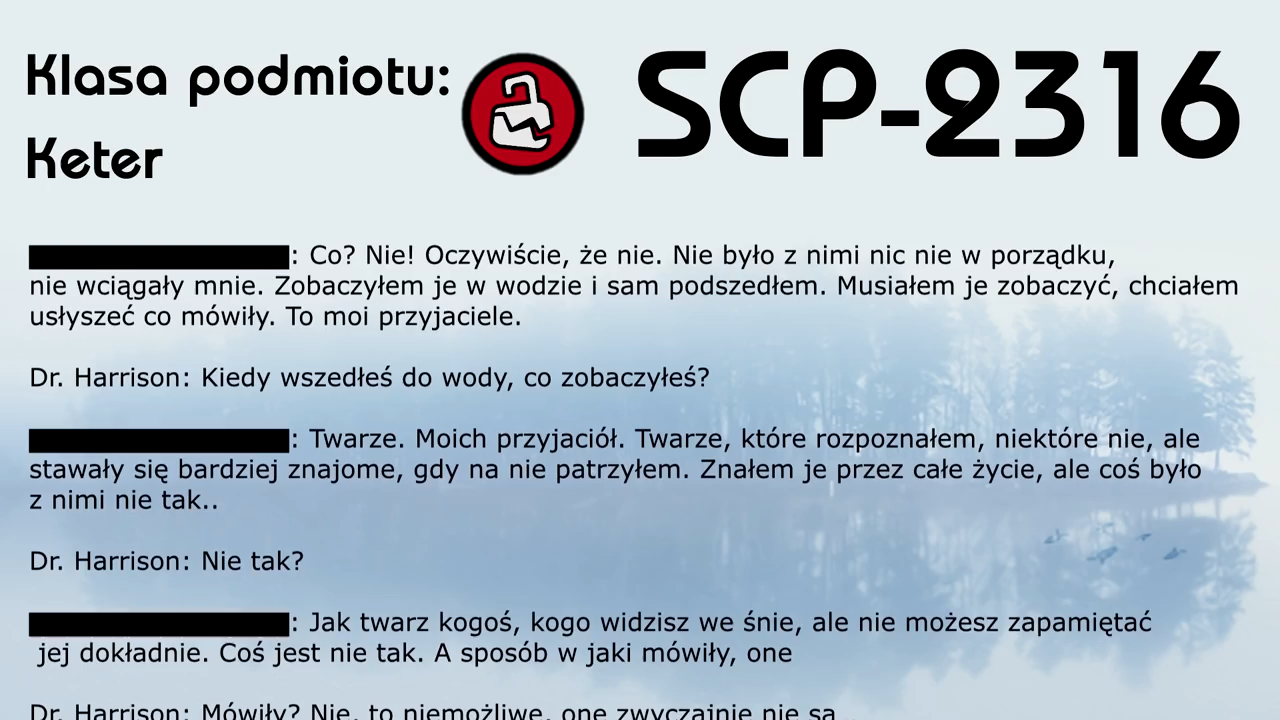 Klasa podmiotu:
Keter
SCP-2316
: Co? Nie! Oczywiście, że nie. Nie było z nimi nic nie w porządku,
nie wciągały mnie. Zobaczyłem je w wodzie i sam podszedłem. Musiałem je zobaczyć, chciałem
usłyszeć co mówiły. To moi przyjaciele.
Dr. Harrison: Kiedy wszedłeś do wody, co zobaczyłeś?
: Twarze. Moich przyjaciół. Twarze, które rozpoznałem, niektóre nie, ale
stawały się bardziej znajome, gdy na nie patrzyłem. Znałem je przez całe życie, ale coś było
z nimi nie tak..
Dr. Harrison: Nie tak?
: Jak twarz kogoś, kogo widzisz we śnie, ale nie możesz zapamiętać
jej dokładnie. Coś jest nie tak. A sposób w jaki mówiły, one
Dr. Harrison: Mówiły? Nie, to niemożliwe, one zwyczajnie nie są...